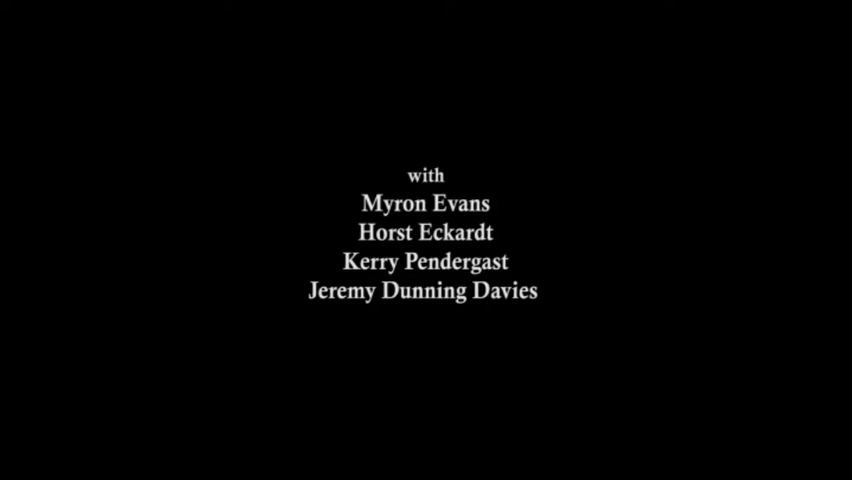 with
Myron Evans
Horst Eckardt
Kerry Pendergast
Jeremy Dunning Davies